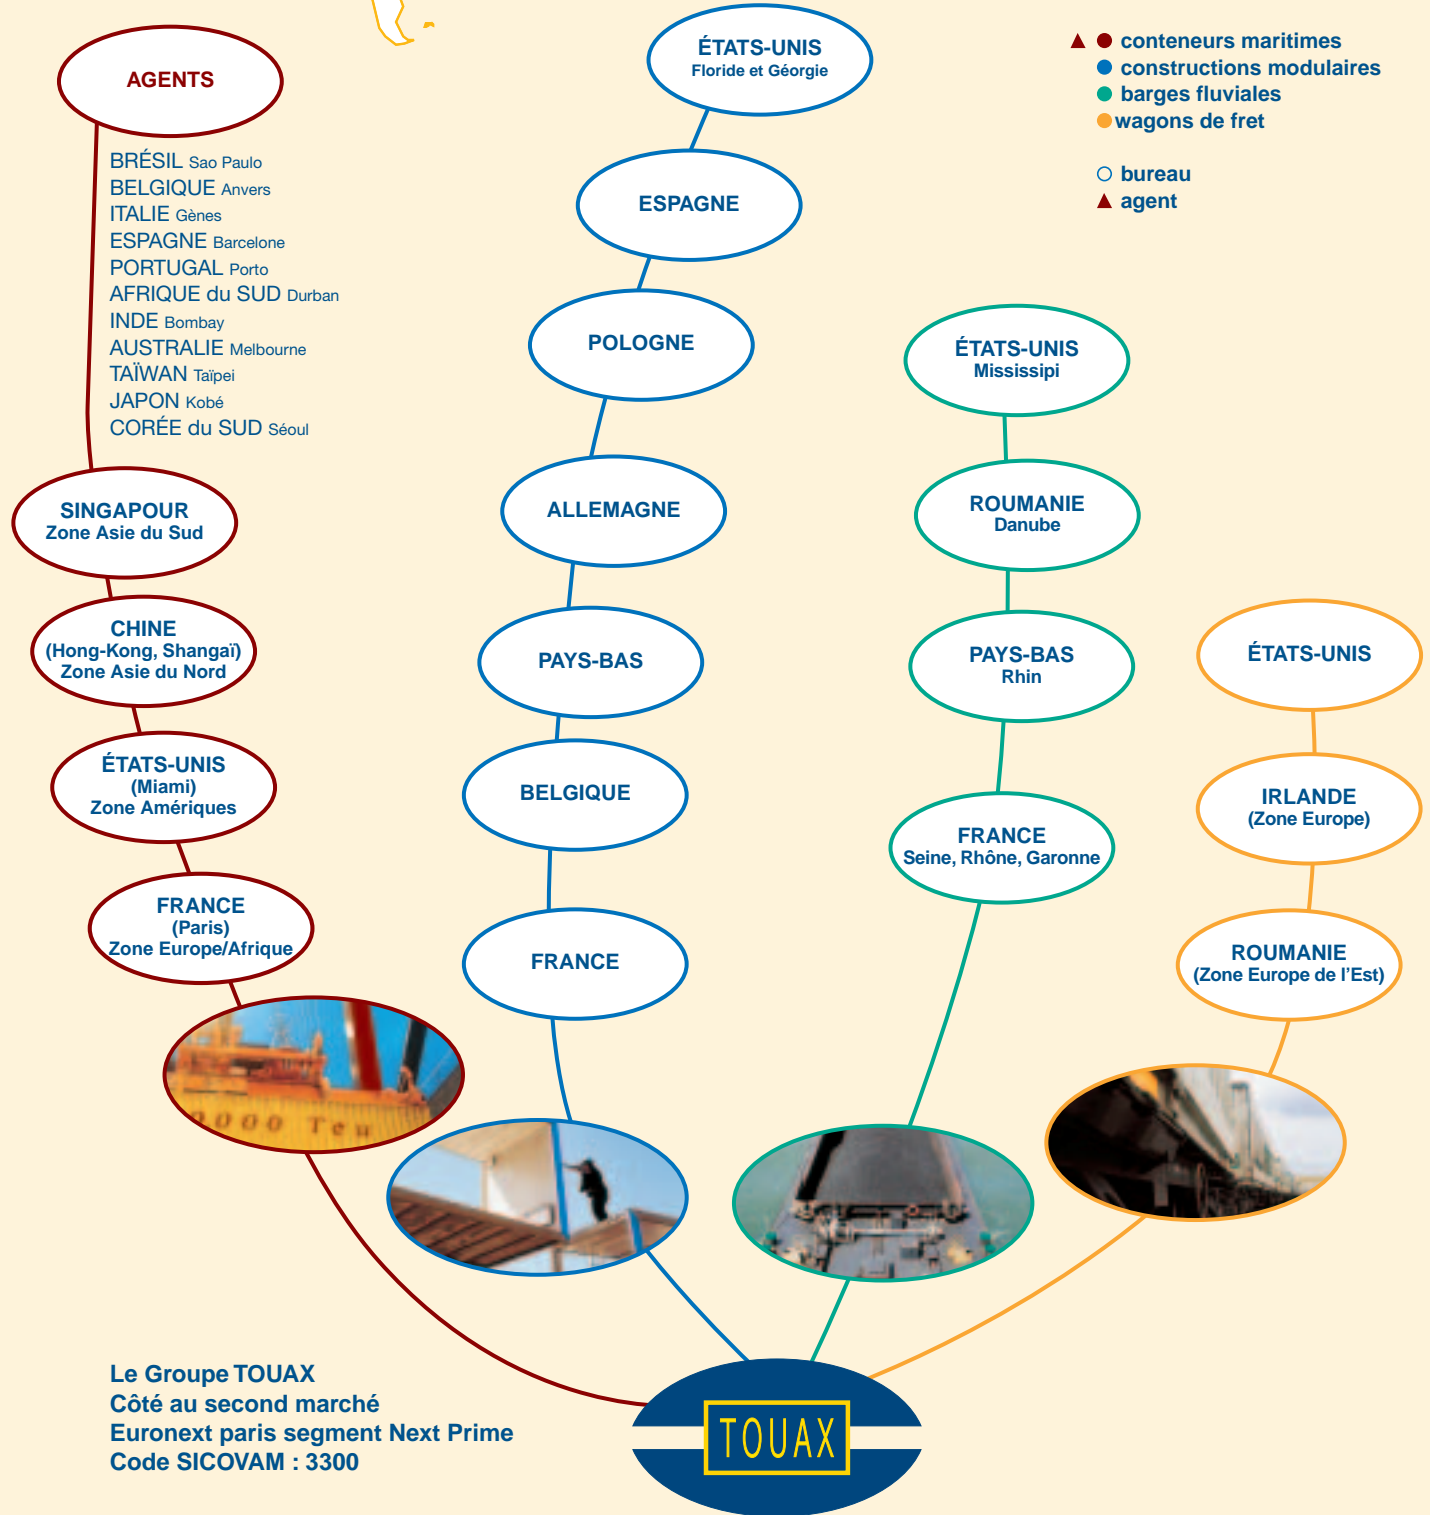 AGENTS
BRÉSIL Sao Paulo
BELGIQUE Anvers
ITALIE Gènes
ESPAGNE Barcelone
PORTUGAL Porto
AFRIQUE du SUD Durban
INDE Bombay
AUSTRALIE Melbourne
TAÏWAN Taïpei
JAPON Kobé
CORÉE du SUD Séoul
SINGAPOUR
Zone Asie du Sud
CHINE
(Hong-Kong, Shangaï)
Zone Asie du Nord
ÉTATS-UNIS
(Miami)
Zone Amériques
FRANCE
(Paris)
Zone Europe/Afrique
000 Teu
ÉTATS-UNIS
Floride et Géorgie
ESPAGNE
POLOGNE
ALLEMAGNE
PAYS-BAS
BELGIQUE
FRANCE
conteneurs maritimes
constructions modulaires
barges fluviales
wagons de fret
bureau
agent
ÉTATS-UNIS
Mississipi
ROUMANIE
Danube
PAYS-BAS
Rhin
FRANCE
Seine, Rhône, Garonne
ÉTATS-UNIS
IRLANDE
(Zone Europe)
ROUMANIE
(Zone Europe de l'Est)
Le Groupe TOUAX
Côté au second marché
Euronext paris segment Next Prime
Code SICOVAM : 3300
TOUAX